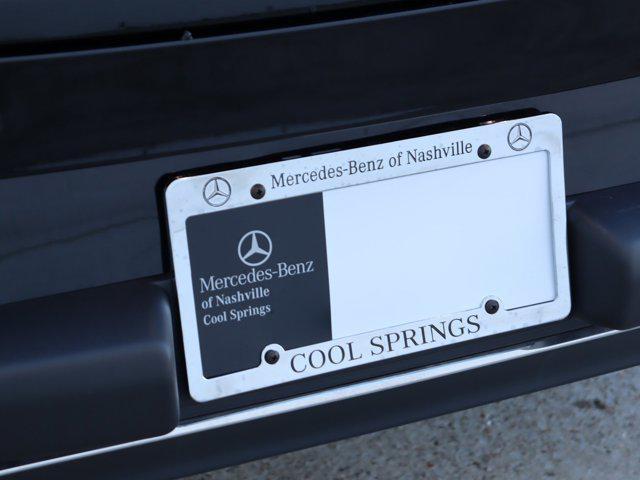 Mercedes-Benz of Nashville
Mercedes-Benz
of Nashville
Cool Springs
COOL SPRINGS